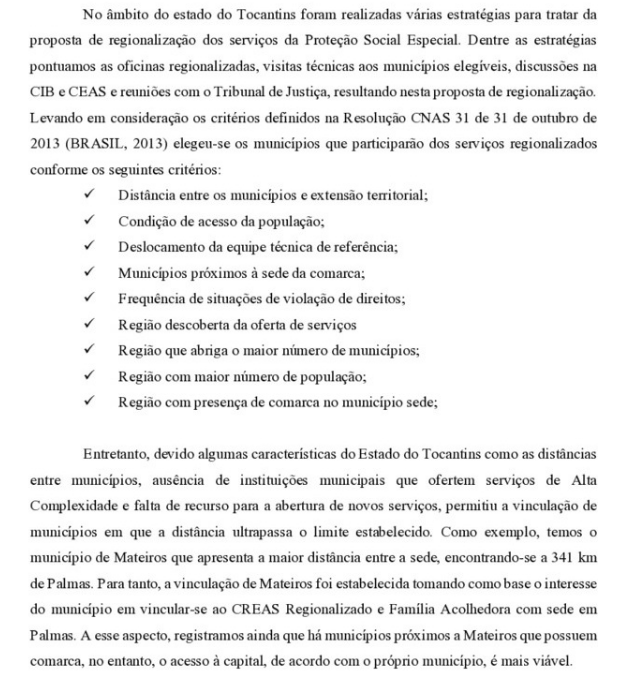 No âmbito do estado do Tocantins foram realizadas várias estratégias para tratar da
proposta de regionalização dos serviços da Proteção Social Especial. Dentre as estratégias
pontuamos as oficinas regionalizadas, visitas técnicas aos municípios elegíveis, discussões na
CIB e CEAS e reuniões com o Tribunal de Justiça, resultando nesta proposta de regionalização.
Levando em consideração os critérios definidos na Resolução CNAS 31 de 31 de outubro de
2013 (BRASIL, 2013) elegeu-se os municípios que participarão dos serviços regionalizados
conforme os seguintes critérios:
✓ Distância entre os municípios e extensão territorial;
✓ Condição de acesso da população;
✓ Deslocamento da equipe técnica de referência;
✓ Municípios próximos à sede da comarca;
✓ Frequência de situações de violação de direitos;
✓ Região descoberta da oferta de serviços
✓ Região que abriga o maior número de municípios;
✓ Região com maior número de população;
✓ Região com presença de comarca no município sede;
Entretanto, devido algumas características do Estado do Tocantins como as distâncias
entre municípios, ausência de instituições municipais que ofertem serviços de Alta
Complexidade e falta de recurso para a abertura de novos serviços, permitiu a vinculação de
municípios em que a distância ultrapassa o limite estabelecido. Como exemplo, temos o
município de Mateiros que apresenta a maior distância entre a sede, encontrando-se a 341 km
de Palmas. Para tanto, a vinculação de Mateiros foi estabelecida tomando como base o interesse
do município em vincular-se ao CREAS Regionalizado e Família Acolhedora com sede em
Palmas. A esse aspecto, registramos ainda que há municípios próximos a Mateiros que possuem
comarca, no entanto, o acesso à capital, de acordo com o próprio município, é mais viável.